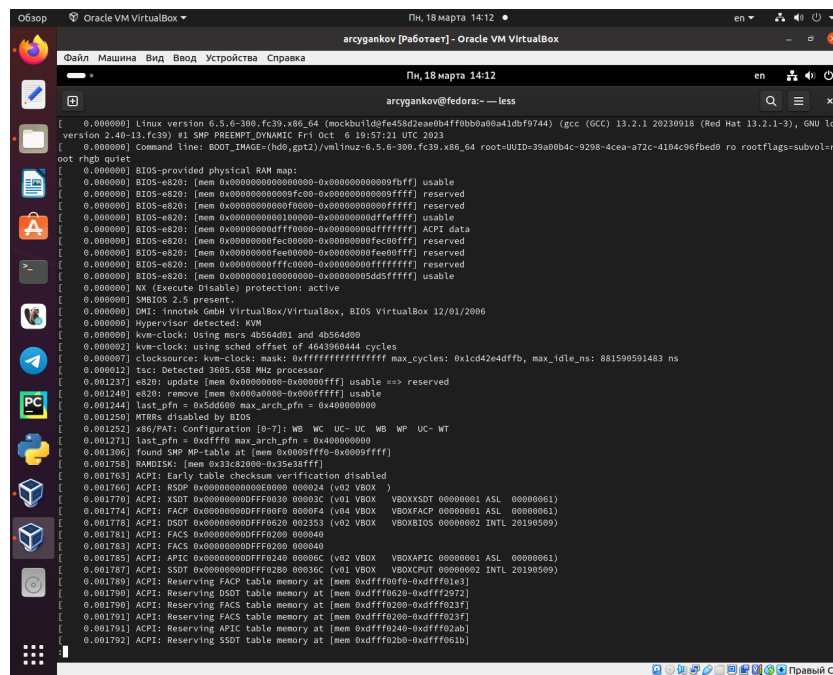 Обзор
Oracle VM VirtualBox
Пн, 18 марта 14:12
en
arcygankov [Работает] - Oracle VM VirtualBox
Файл Машина Вид Ввод Устройства Справка
Пн, 18 марта 14:12
en
arcygankov@fedora:~ — less
[    0.000000] Linux version 6.5.6-300.fc39.x86_64 (mockbuild@fe458d2eae0b4ff0bb0a00a41dbf9744) (gcc (GCC) 13.2.1 20230918 (Red Hat 13.2.1-3), GNU ld
version 2.40-13.fc39) #1 SMP PREEMPT_DYNAMIC Fri Oct  6 19:57:21 UTC 2023
[    0.000000] Command line: BOOT_IMAGE=(hd0,gpt2)/vmlinuz-6.5.6-300.fc39.x86_64 root=UUID=39a00b4c-9298-4cea-a72c-4104c96fbed0 ro rootflags=subvol=r
oot rhgb quiet
[    0.000000] BIOS-provided physical RAM map:
[    0.000000] BIOS-e820: [mem 0x0000000000000000-0x000000000009fbff] usable
[    0.000000] BIOS-e820: [mem 0x000000000009fc00-0x000000000009ffff] reserved
[    0.000000] BIOS-e820: [mem 0x00000000000f0000-0x00000000000fffff] reserved
[    0.000000] BIOS-e820: [mem 0x0000000000100000-0x00000000dffeffff] usable
[    0.000000] BIOS-e820: [mem 0x00000000dfff0000-0x00000000dfffffff] ACPI data
[    0.000000] BIOS-e820: [mem 0x00000000fec00000-0x00000000fec00fff] reserved
[    0.000000] BIOS-e820: [mem 0x00000000fee00000-0x00000000fee00fff] reserved
[    0.000000] BIOS-e820: [mem 0x00000000fffc0000-0x00000000ffffffff] reserved
[    0.000000] BIOS-e820: [mem 0x0000000100000000-0x00000005dd5fffff] usable
[    0.000000] NX (Execute Disable) protection: active
[    0.000000] SMBIOS 2.5 present.
[    0.000000] DMI: innotek GmbH VirtualBox/VirtualBox, BIOS VirtualBox 12/01/2006
[    0.000000] Hypervisor detected: KVM
[    0.000000] kvm-clock: Using msrs 4b564d01 and 4b564d00
[    0.000002] kvm-clock: using sched offset of 4643960444 cycles
[    0.000007] clocksource: kvm-clock: mask: 0xffffffffffffffff max_cycles: 0x1cd42e4dffb, max_idle_ns: 881590591483 ns
[    0.000012] tsc: Detected 3605.658 MHz processor
[    0.001237] e820: update [mem 0x00000000-0x00000fff] usable ==> reserved
[    0.001240] e820: remove [mem 0x000a0000-0x000fffff] usable
[    0.001244] last_pfn = 0x5dd600 max_arch_pfn = 0x400000000
[    0.001250] MTRRs disabled by BIOS
[    0.001252] x86/PAT: Configuration [0-7]: WB  WC  UC- UC  WB  WP  UC- WT
[    0.001271] last_pfn = 0xdfff0 max_arch_pfn = 0x400000000
[    0.001306] found SMP MP-table at [mem 0x0009fff0-0x0009ffff]
[    0.001758] RAMDISK: [mem 0x33c82000-0x35e38fff]
[    0.001763] ACPI: Early table checksum verification disabled
[    0.001766] ACPI: RSDP 0x00000000000E0000 000024 (v02 VBOX  )
[    0.001770] ACPI: XSDT 0x00000000DFFF0030 00003C (v01 VBOX   VBOXXSDT 00000001 ASL  00000061)
[    0.001774] ACPI: FACP 0x00000000DFFF00F0 0000F4 (v04 VBOX   VBOXFACP 00000001 ASL  00000061)
[    0.001778] ACPI: DSDT 0x00000000DFFF0620 002353 (v02 VBOX   VBOXBIOS 00000002 INTL 20190509)
[    0.001781] ACPI: FACS 0x00000000DFFF0200 000040
[    0.001783] ACPI: FACS 0x00000000DFFF0200 000040
[    0.001785] ACPI: APIC 0x00000000DFFF0240 00006C (v02 VBOX   VBOXAPIC 00000001 ASL  00000061)
[    0.001787] ACPI: SSDT 0x00000000DFFF02B0 00036C (v01 VBOX   VBOXCPUT 00000002 INTL 20190509)
[    0.001789] ACPI: Reserving FACP table memory at [mem 0xdfff00f0-0xdfff01e3]
[    0.001790] ACPI: Reserving DSDT table memory at [mem 0xdfff0620-0xdfff2972]
[    0.001790] ACPI: Reserving FACS table memory at [mem 0xdfff0200-0xdfff023f]
[    0.001791] ACPI: Reserving FACS table memory at [mem 0xdfff0200-0xdfff023f]
[    0.001791] ACPI: Reserving APIC table memory at [mem 0xdfff0240-0xdfff02ab]
[    0.001792] ACPI: Reserving SSDT table memory at [mem 0xdfff02b0-0xdfff061b]
:
Правый C